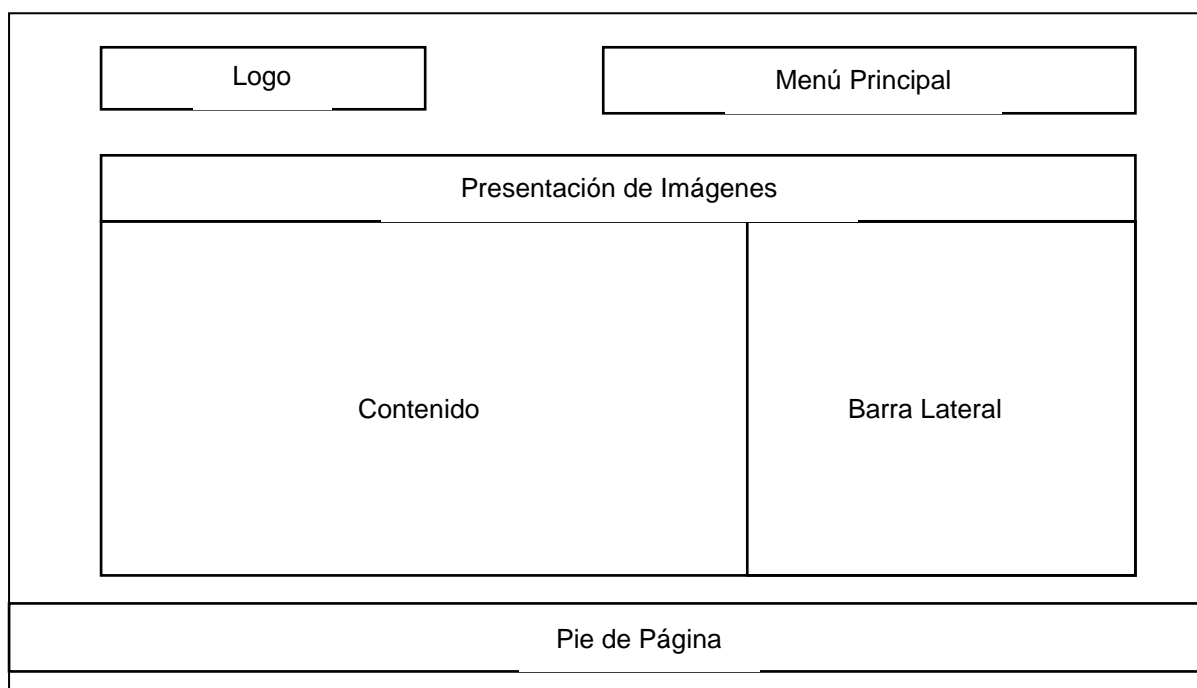 Logo
Menú Principal
Presentación de Imágenes
Contenido
Barra Lateral
Pie de Página